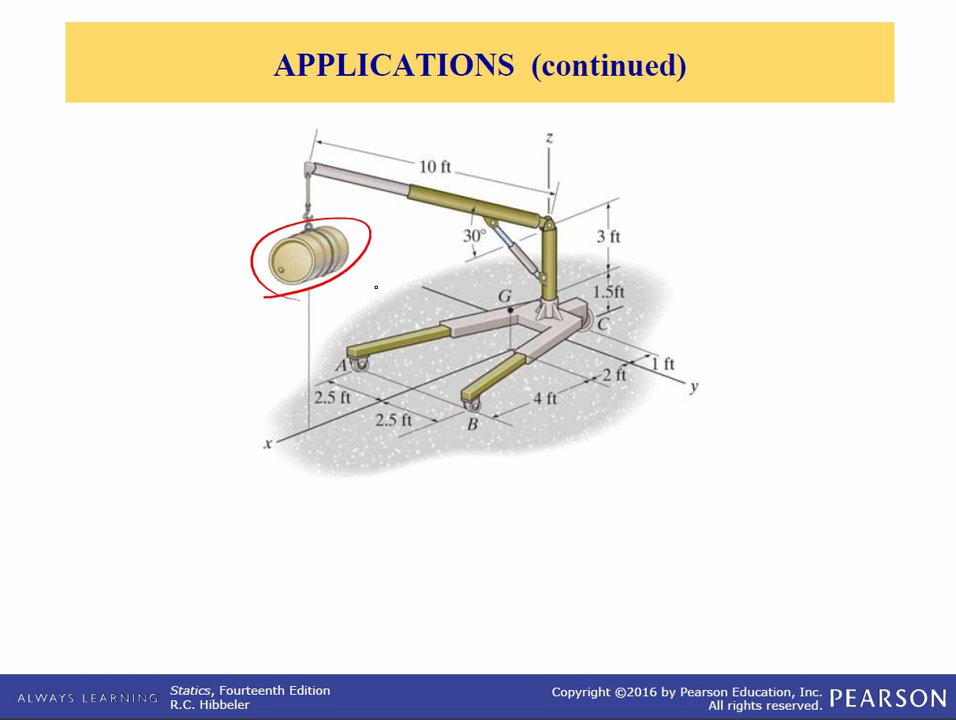 APPLICATIONS (continued)
z
10 ft
30°
3 ft
G
1.5ft
C
A
1 ft
2 ft
y
2.5 ft
4 ft
2.5 ft
B
x
ALWAYS LEARNING
Statics, Fourteenth Edition
R.C. Hibbeler
Copyright ©2016 by Pearson Education, Inc.
All rights reserved.
PEARSON